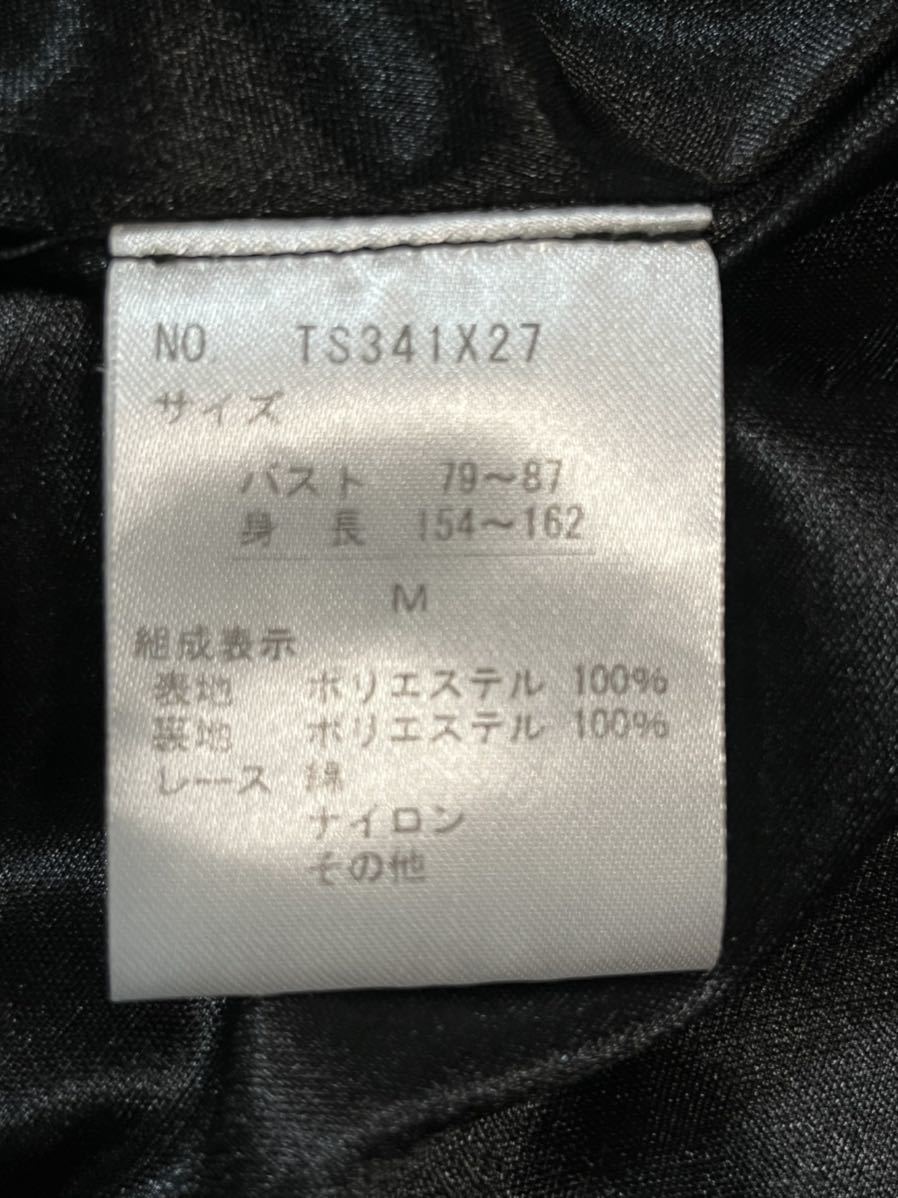 NO. TS341X27
サイズ
バスト 79～87
身 長 154～162
M
組成表示
表地 ポリエステル 100%
裏地 ポリエステル 100%
レース 綿
ナイロン
その他